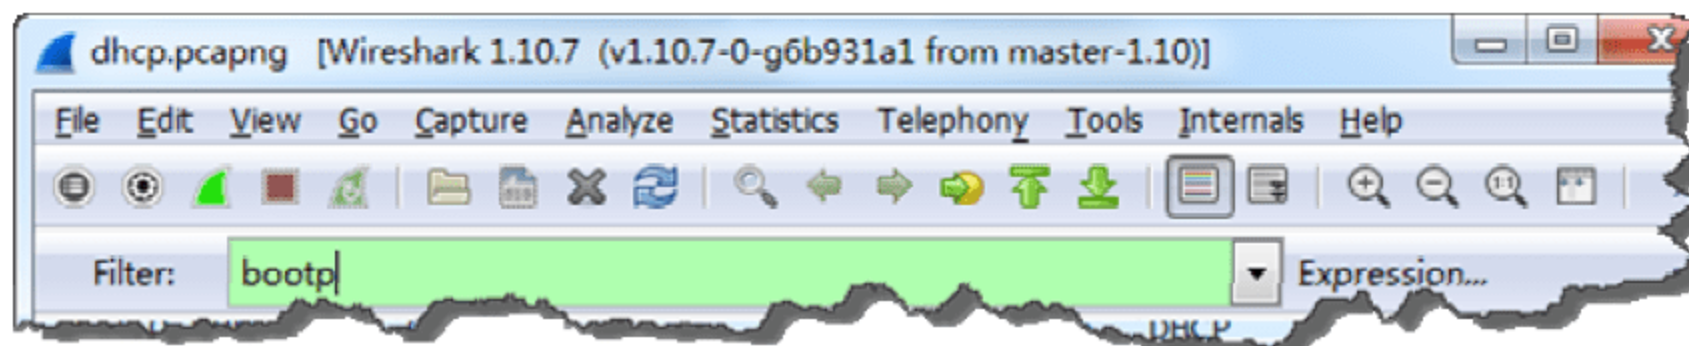 dhcp.pcapng [Wireshark 1.10.7 (v1.10.7-0-g6b931a1 from master-1.10)]
File Edit View Go Capture Analyze Statistics Telephony Tools Internals Help
Filter: bootp Expression...
DHCP